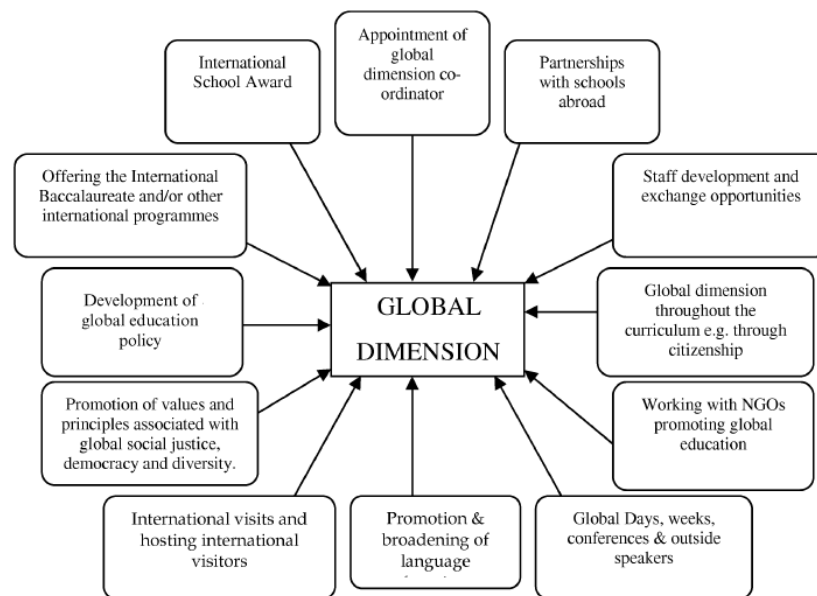 International
School Award
Appointment of
global
dimension co-
ordinator
Partnerships
with schools
abroad
Offering the International
Baccalaureate and/or other
international programmes
Staff development and
exchange opportunities
Development of
global education
policy
GLOBAL
DIMENSION
Global dimension
throughout the
curriculum e.g. through
citizenship
Promotion of values and
principles associated with
global social justice,
democracy and diversity.
Working with NGOs
promoting global
education
International visits and
hosting international
visitors
Promotion &
broadening of
language
Global Days, weeks,
conferences & outside
speakers